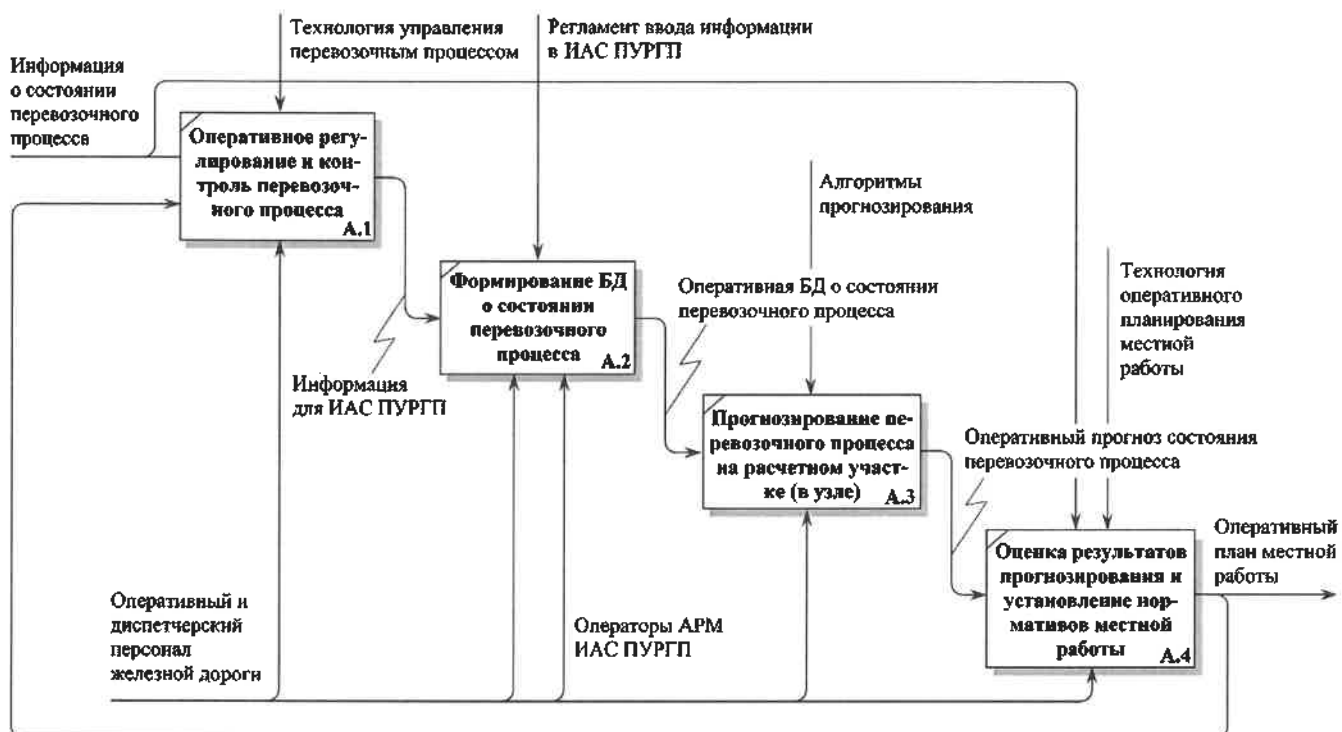 Технология управления
перевозочным процессом
Регламент ввода информации
в ИАС ПУРГП
Информация
о состоянии
перевозочного
процесса
Оперативное регу-
лирование и кон-
троль перевозоч-
ного процесса
А.1
Алгоритмы
прогнозирования
Формирование БД
о состоянии
перевозочного
процесса
А.2
Оперативная БД о состоянии
перевозочного процесса
Технология
оперативного
планирования
местной
работы
Информация
для ИАС ПУРГП
Прогнозирование пе-
ревозочного процесса
на расчетном участ-
ке (в узле)
А.3
Оперативный прогноз состояния
перевозочного процесса
Оценка результатов
прогнозирования и
установление нор-
мативов местной
работы
А.4
Оперативный
план местной
работы
Оперативный и
диспетчерский
персонал
железной дороги
Операторы АРМ
ИАС ПУРГП